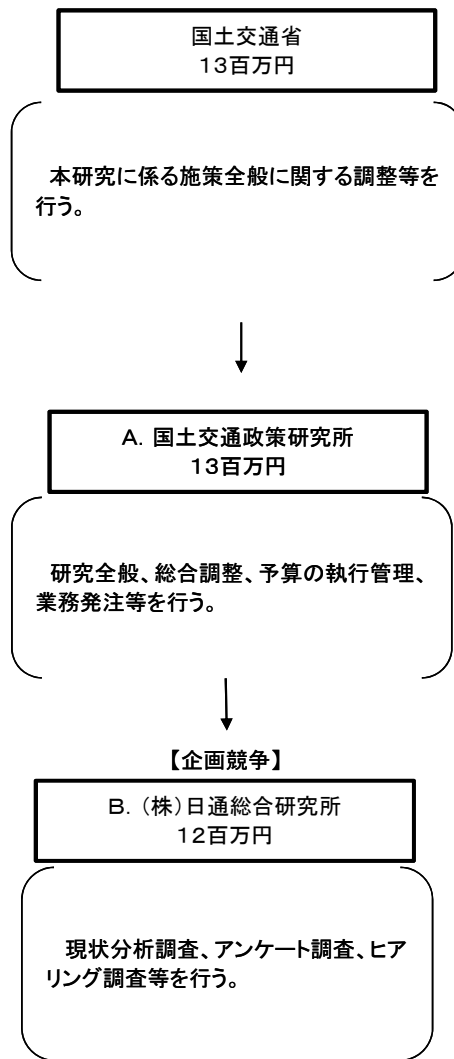 国土交通省
１３百万円
本研究に係る施策全般に関する調整等を
行う。
A．国土交通政策研究所
１３百万円
研究全般、総合調整、予算の執行管理、
業務発注等を行う。
【企画競争】
B．（株）日通総合研究所
１２百万円
現状分析調査、アンケート調査、ヒア
リング調査等を行う。